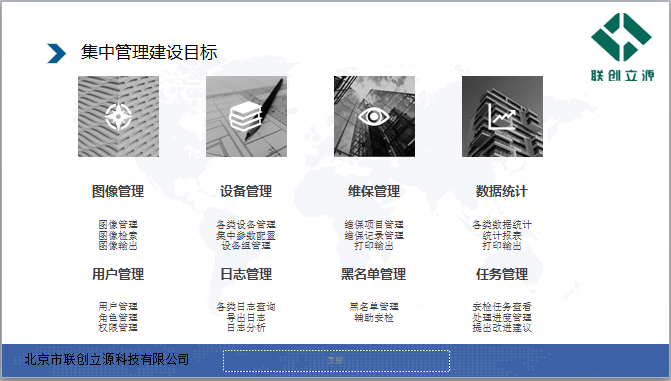 集中管理建设目标
联创立源
图像管理
设备管理
维保管理
数据统计
图像管理
图像检索
图像输出
各类设备管理
集中参数配置
设备组管理
维保项目管理
维保记录管理
打印输出
各类数据统计
统计报表
打印输出
用户管理
日志管理
黑名单管理
任务管理
用户管理
角色管理
权限管理
各类日志查询
导出日志
日志分析
黑名单管理
辅助安检
安检任务查看
处理进度管理
提出改进建议
北京市联创立源科技有限公司